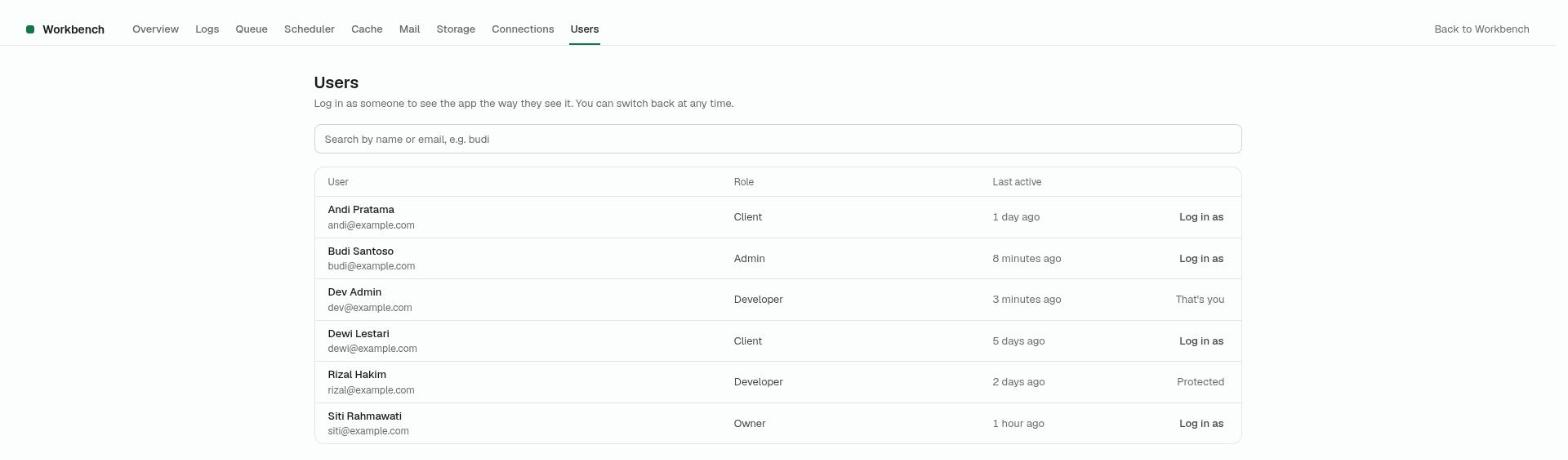 Workbench Overview Logs Queue Scheduler Cache Mail Storage Connections Users Back to Workbench
Users
Log in as someone to see the app the way they see it. You can switch back at any time.
Search by name or email, e.g. budi
User Role Last active
Andi Pratama
andi@example.com
Client 1 day ago Log in as
Budi Santoso
budi@example.com
Admin 8 minutes ago Log in as
Dev Admin
dev@example.com
Developer 3 minutes ago That's you
Dewi Lestari
dewi@example.com
Client 5 days ago Log in as
Rizal Hakim
rizal@example.com
Developer 2 days ago Protected
Siti Rahmawati
siti@example.com
Owner 1 hour ago Log in as